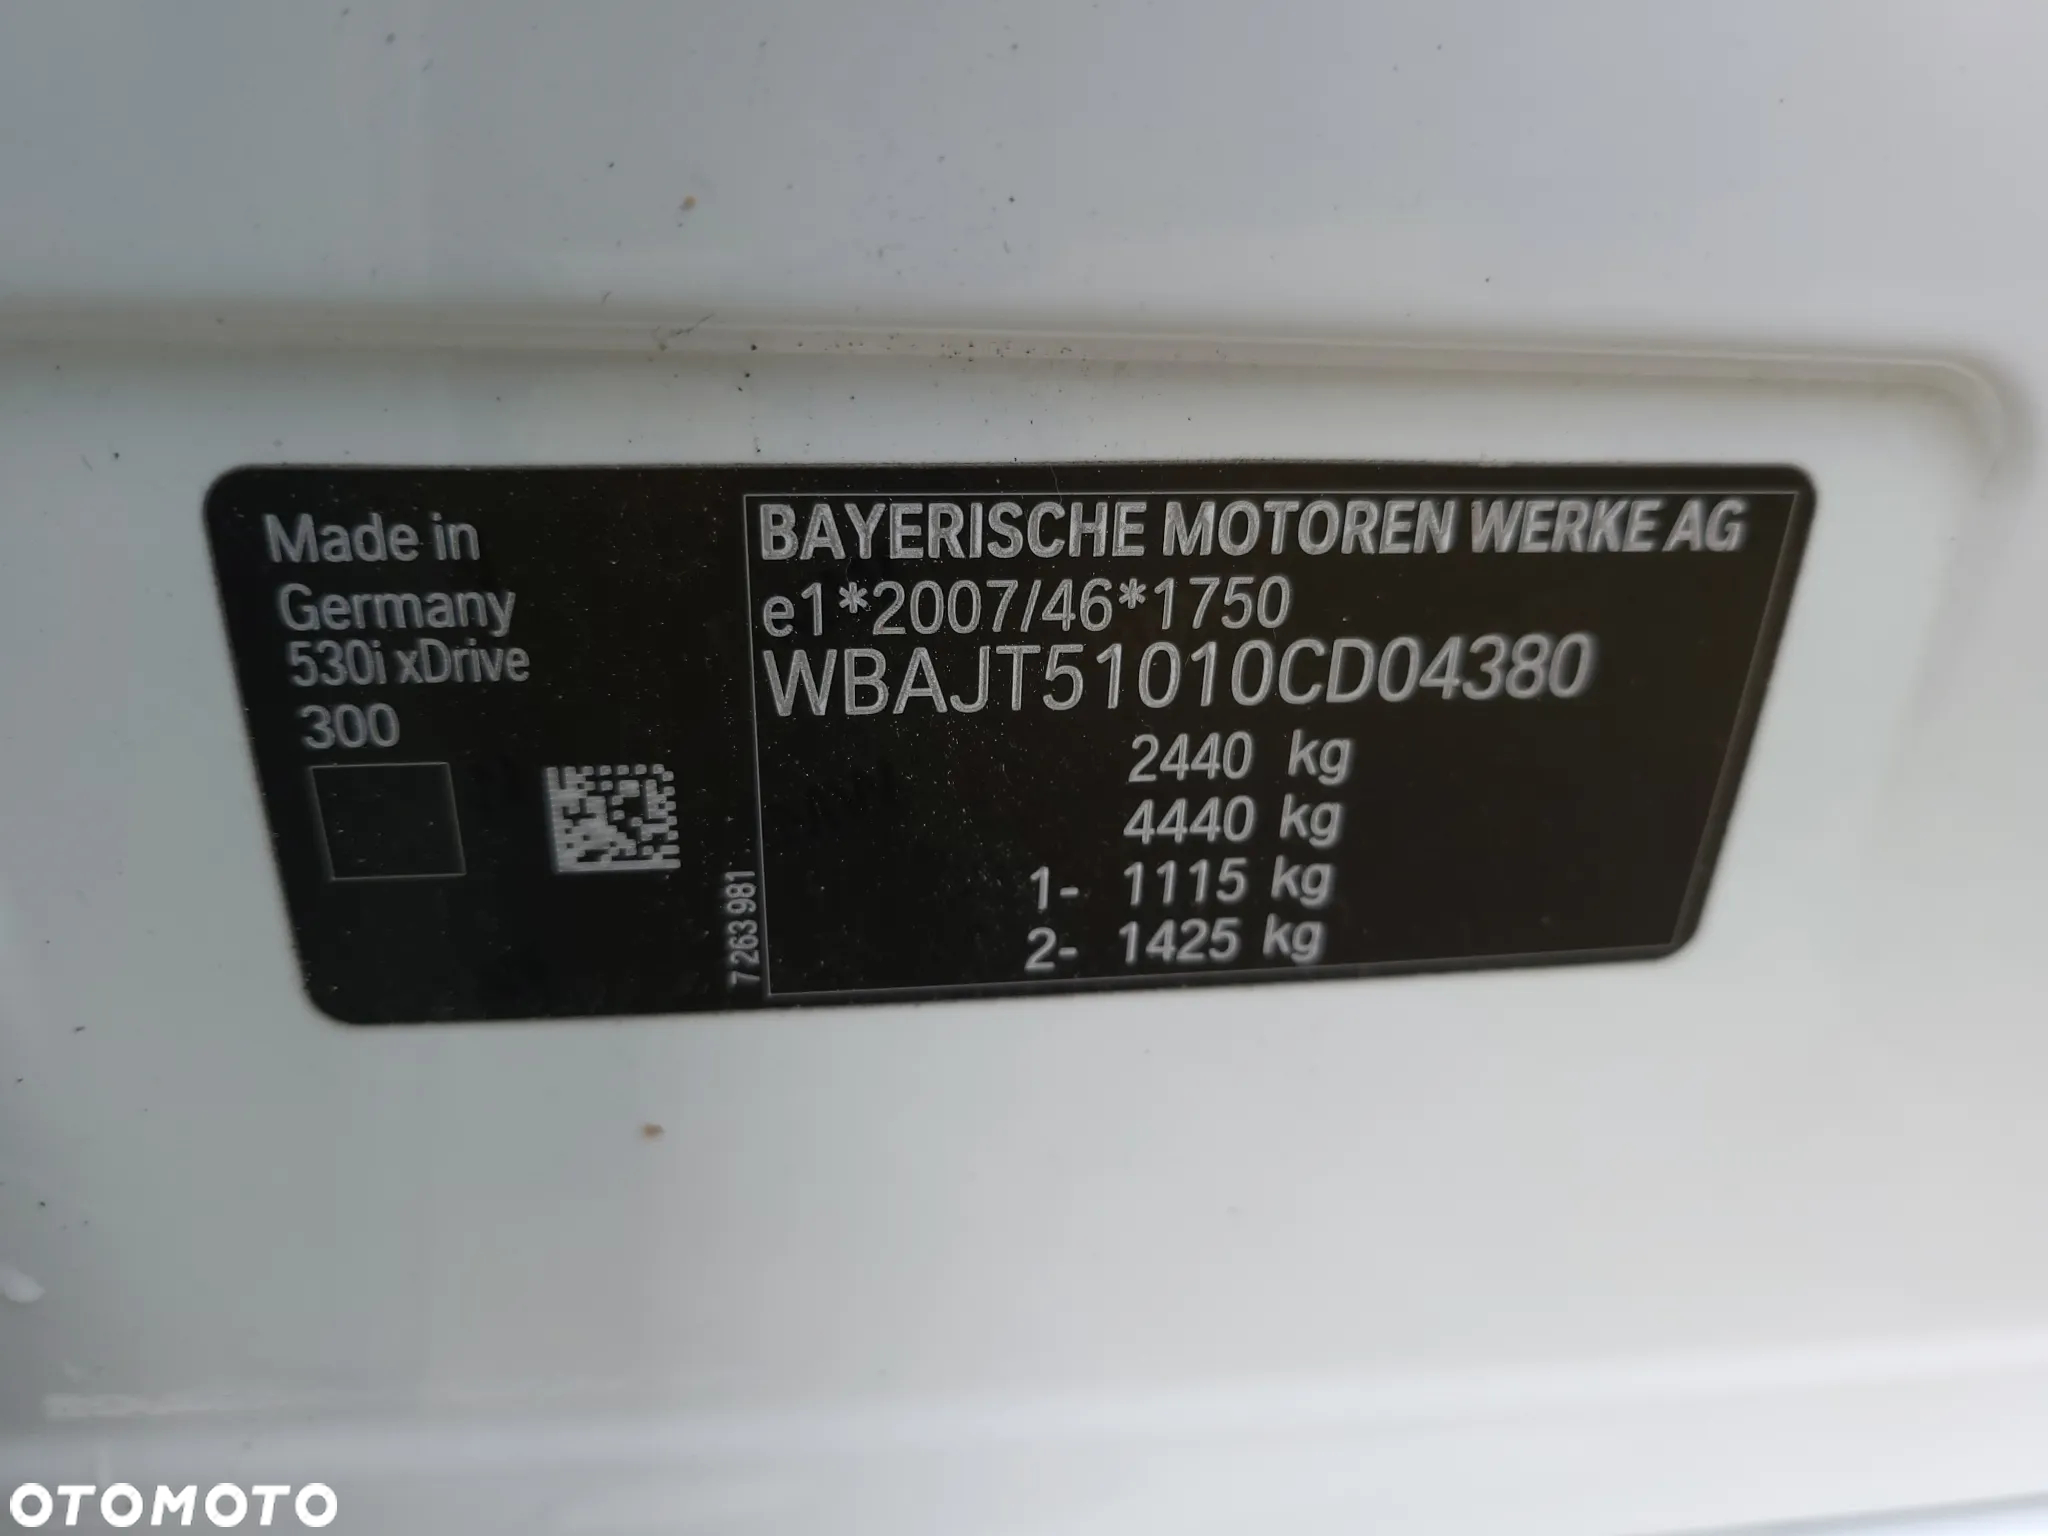 Made in
Germany
530i xDrive
300
7 263 981
BAYERISCHE MOTOREN WERKE AG
e1*2007/46*1750
WBAJT51010CD04380
2440 kg
4440 kg
1- 1115 kg
2- 1425 kg
OTOMOTO